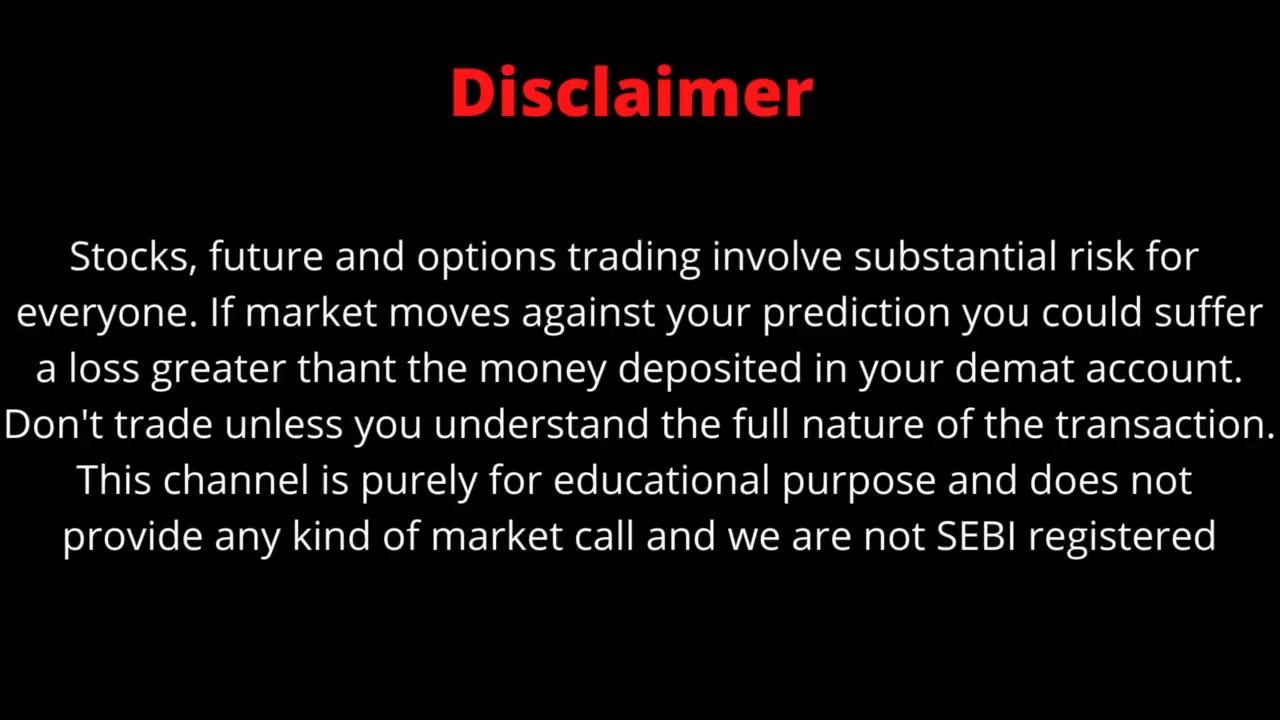 Disclaimer
Stocks, future and options trading involve substantial risk for
everyone. If market moves against your prediction you could suffer
a loss greater thant the money deposited in your demat account.
Don't trade unless you understand the full nature of the transaction.
This channel is purely for educational purpose and does not
provide any kind of market call and we are not SEBI registered